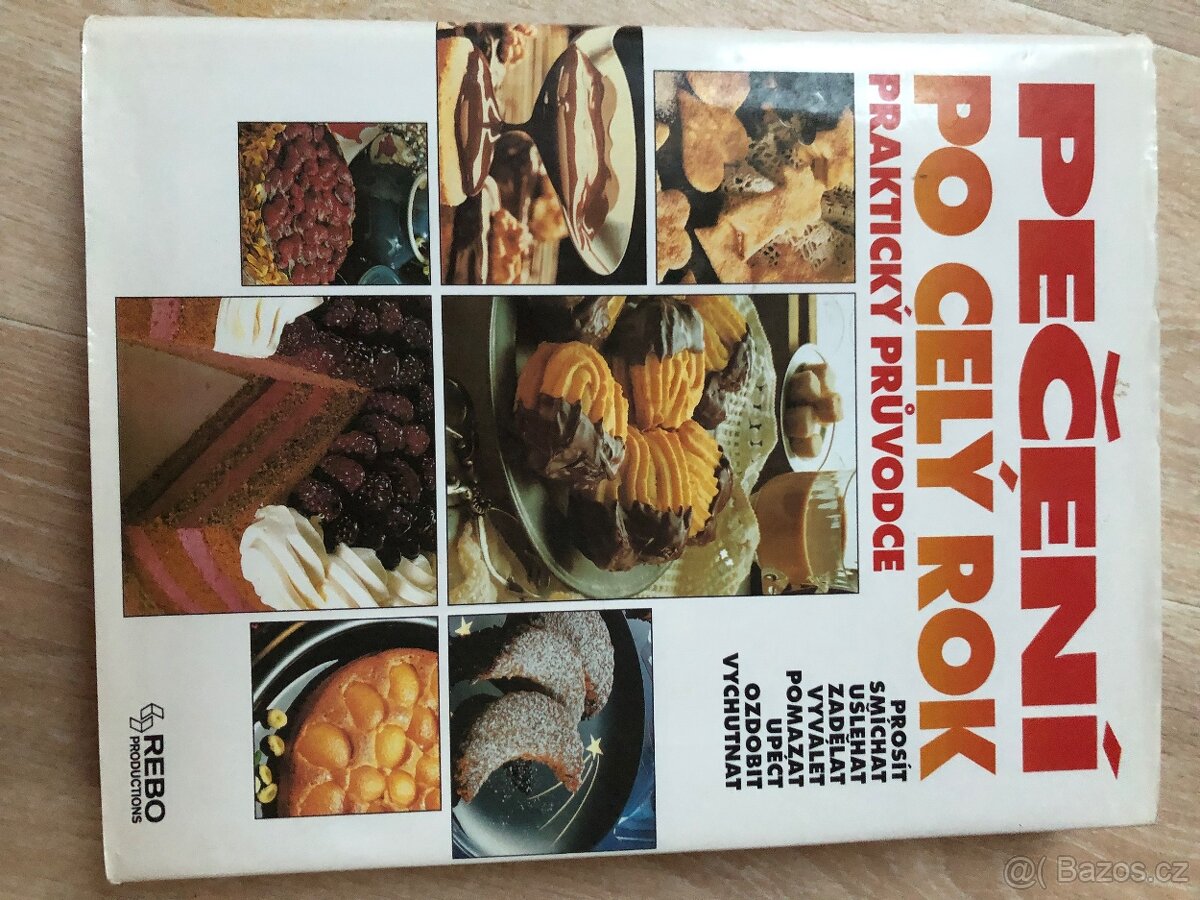 PEČENÍ
PO CELÝ ROK
PRAKTICKÝ PRŮVODCE
PROSÍT
SMÍCHAT
UŠLEHAT
ZADĚLAT
VYVÁLET
POMAZAT
UPÉCT
OZDOBIT
VYCHUTNAT
REBO
PRODUCTIONS
@( Bazos.cz